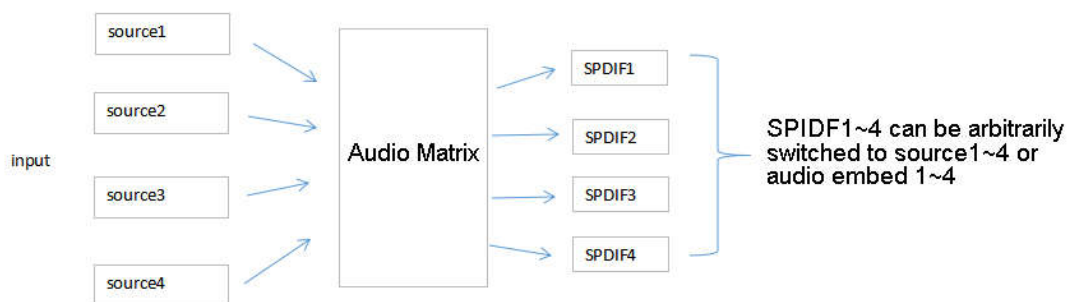 source1
source2
input
source3
source4
Audio Matrix
SPDIF1
SPDIF2
SPDIF3
SPDIF4
SPIDF1~4 can be arbitrarily
switched to source1~4 or
audio embed 1~4